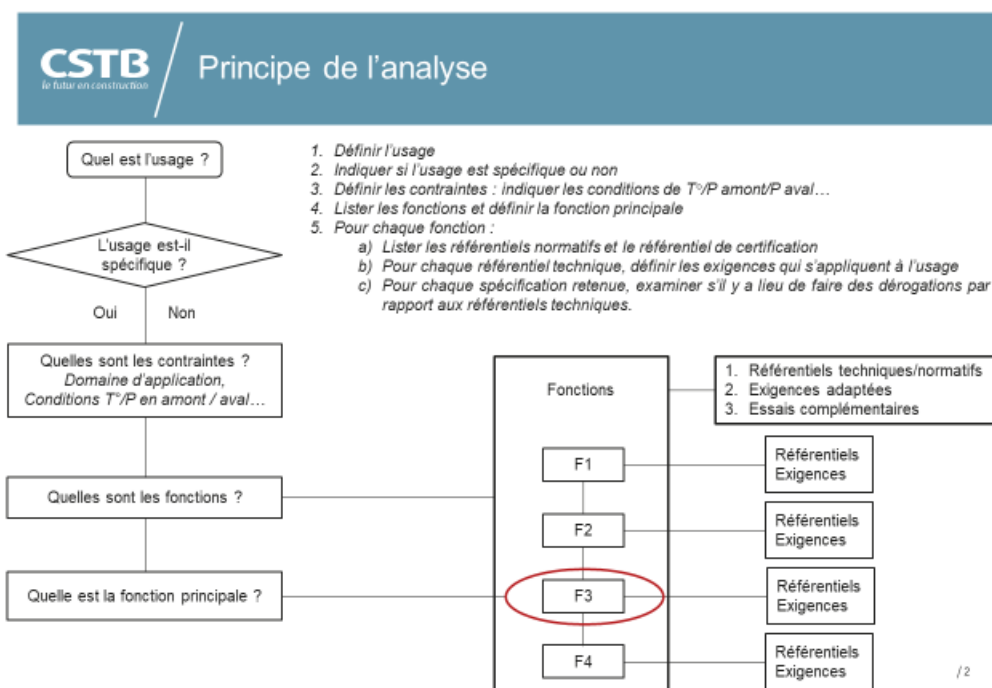 CSTB
le futur en construction
Principe de l'analyse
Quel est l'usage ?
L'usage est-il
spécifique ?
Oui
Non
Quelles sont les contraintes ?
Domaine d'application,
Conditions T°/P en amont / aval…
Quelles sont les fonctions ?
Quelle est la fonction principale ?
1. Définir l'usage
2. Indiquer si l'usage est spécifique ou non
3. Définir les contraintes : indiquer les conditions de T°/P amont/P aval…
4. Lister les fonctions et définir la fonction principale
5. Pour chaque fonction :
a) Lister les référentiels normatifs et le référentiel de certification
b) Pour chaque référentiel technique, définir les exigences qui s'appliquent à l'usage
c) Pour chaque spécification retenue, examiner s'il y a lieu de faire des dérogations par
rapport aux référentiels techniques.
Fonctions
F1
F2
F3
F4
1. Référentiels techniques/normatifs
2. Exigences adaptées
3. Essais complémentaires
Référentiels
Exigences
Référentiels
Exigences
Référentiels
Exigences
Référentiels
Exigences
/ 2